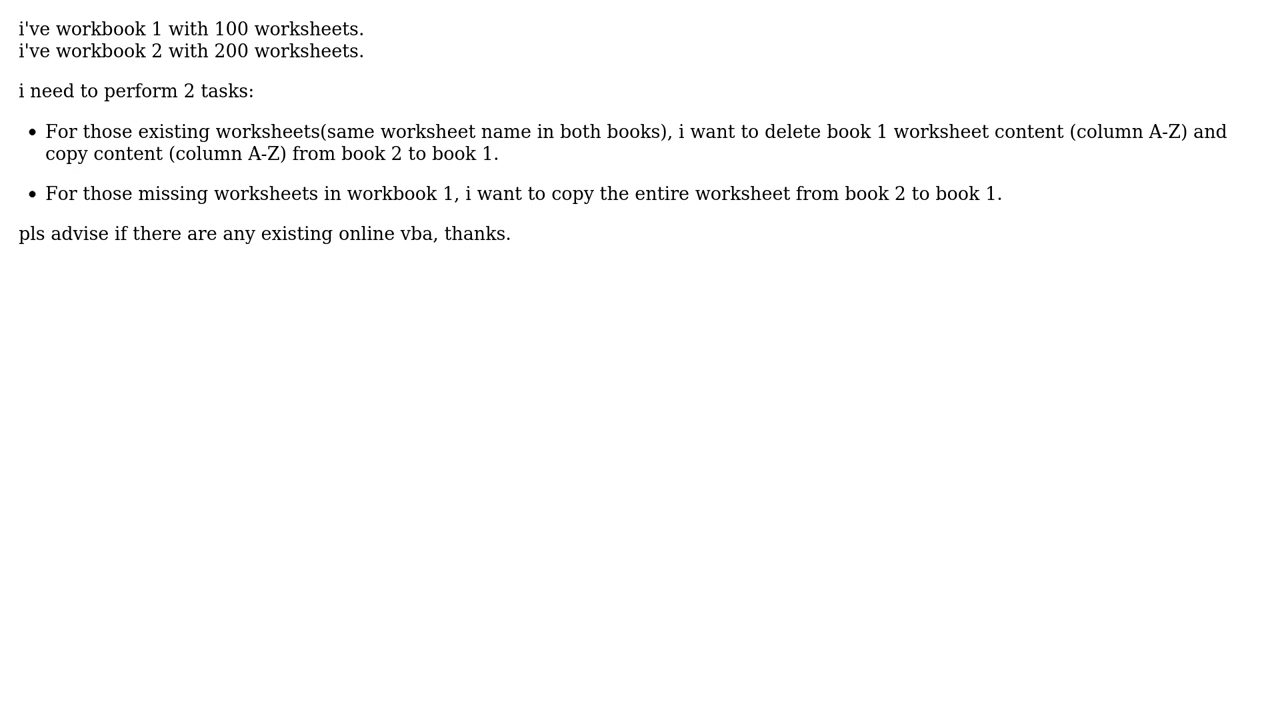 i've workbook 1 with 100 worksheets.
i've workbook 2 with 200 worksheets.
i need to perform 2 tasks:
• For those existing worksheets(same worksheet name in both books), i want to delete book 1 worksheet content (column A-Z) and
copy content (column A-Z) from book 2 to book 1.
• For those missing worksheets in workbook 1, i want to copy the entire worksheet from book 2 to book 1.
pls advise if there are any existing online vba, thanks.